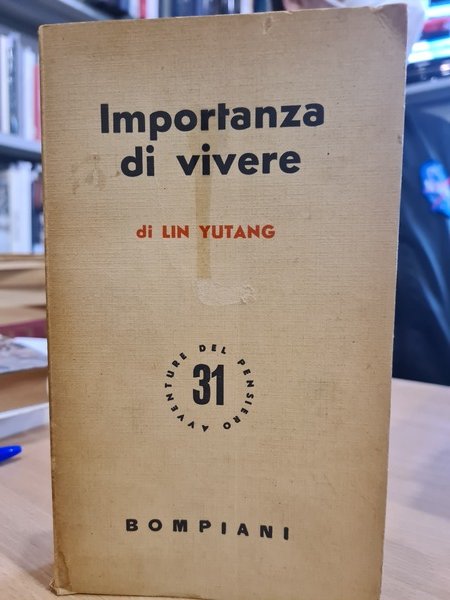 Importanza
di vivere
di LIN YUTANG
AVVENTURE DEL PENSIERO
31
BOMPIANI